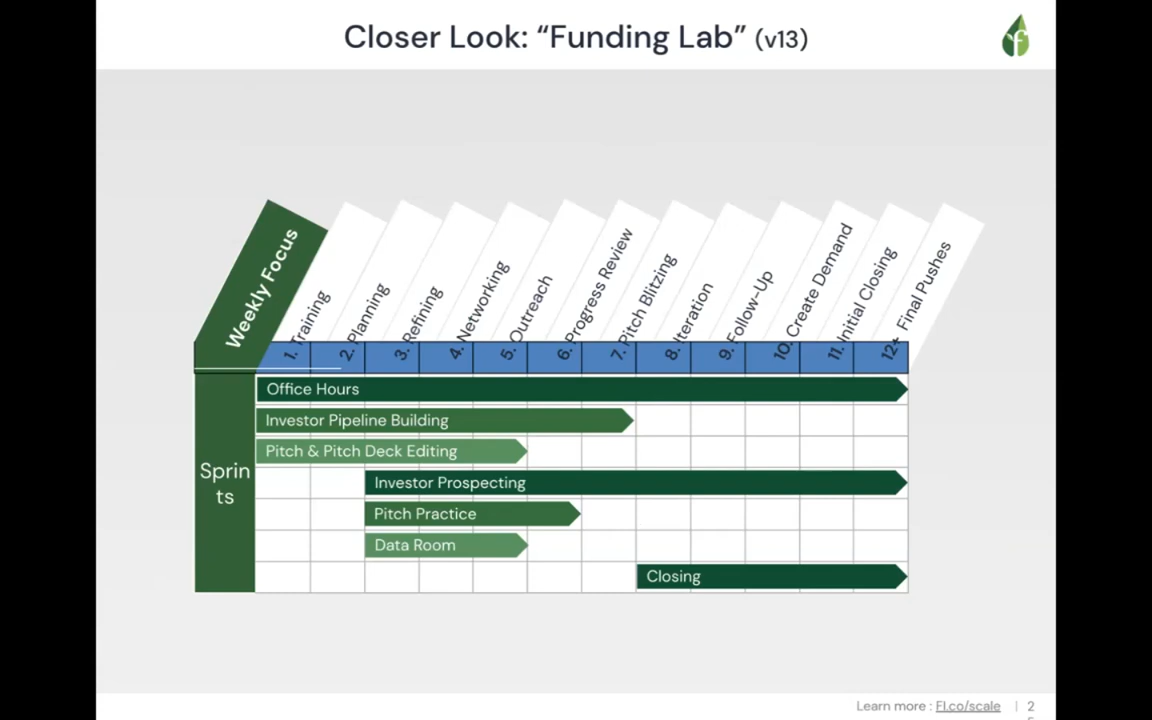 Closer Look: “Funding Lab” (v13)
Weekly Focus
1. Training
2. Planning
3. Refining
4. Networking
5. Outreach
6. Progress Review
7. Pitch Blitzing
8. Iteration
9. Follow-Up
10. Create Demand
11. Initial Closing
12+ Final Pushes
Sprin
ts
Office Hours
Investor Pipeline Building
Pitch & Pitch Deck Editing
Investor Prospecting
Pitch Practice
Data Room
Closing
Learn more : FI.co/scale | 2